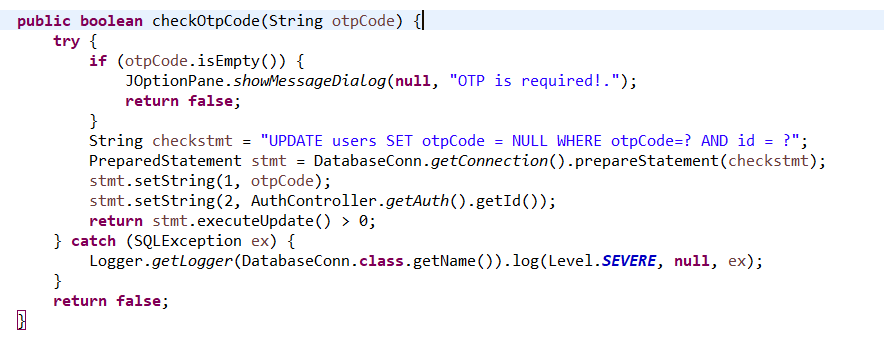 public boolean checkOtpCode(String otpCode) {
    try {
        if (otpCode.isEmpty()) {
            JOptionPane.showMessageDialog(null, "OTP is required!.");
            return false;
        }
        String checkstmt = "UPDATE users SET otpCode = NULL WHERE otpCode=? AND id = ?";
        PreparedStatement stmt = DatabaseConn.getConnection().prepareStatement(checkstmt);
        stmt.setString(1, otpCode);
        stmt.setString(2, AuthController.getAuth().getId());
        return stmt.executeUpdate() > 0;
    } catch (SQLException ex) {
        Logger.getLogger(DatabaseConn.class.getName()).log(Level.SEVERE, null, ex);
    }
    return false;
}